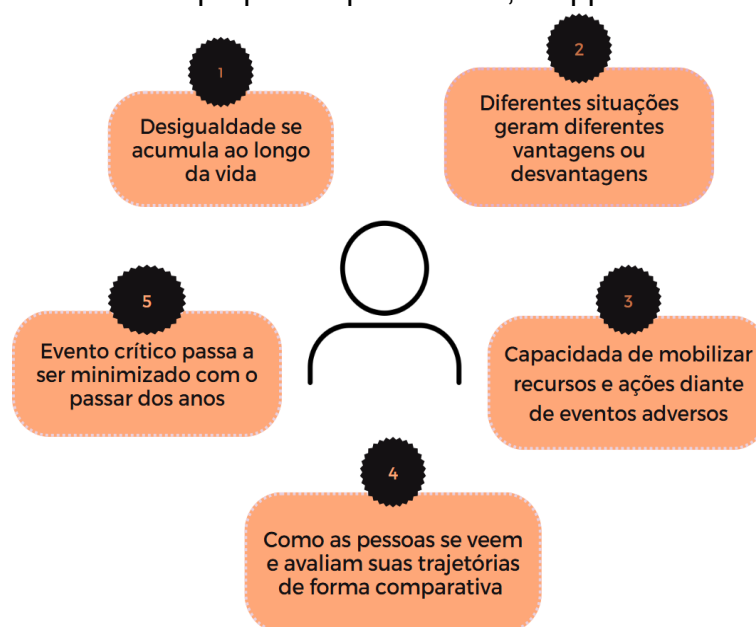 1
Desigualdade se
acumula ao longo
da vida
2
Diferentes situações
geram diferentes
vantagens ou
desvantagens
3
Capacidada de mobilizar
recursos e ações diante
de eventos adversos
4
Como as pessoas se veem
e avaliam suas trajetórias
de forma comparativa
5
Evento crítico passa a
ser minimizado com o
passar dos anos